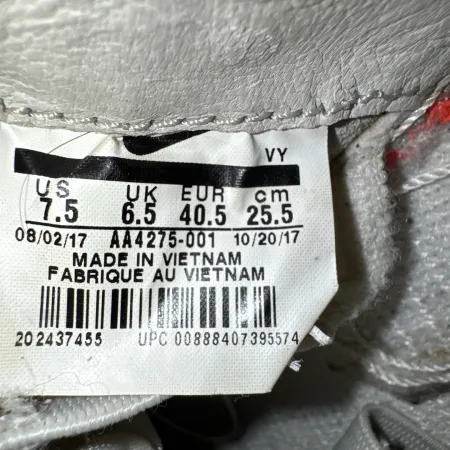 VY
US UK EUR cm
7.5 6.5 40.5 25.5
08/02/17 AA4275-001 10/20/17
MADE IN VIETNAM
FABRIQUE AU VIETNAM
202437455 UPC 00888407395574